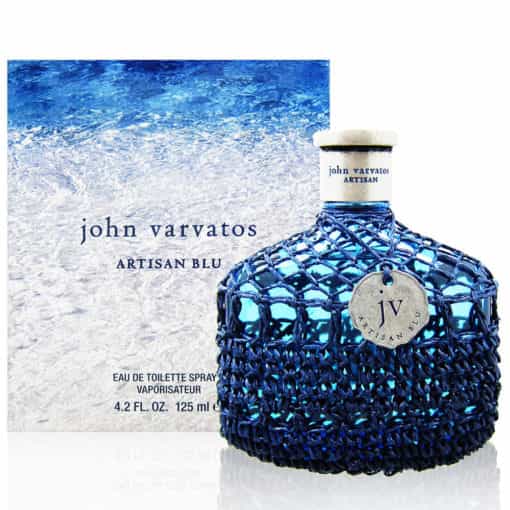 john varvatos
ARTISAN BLU
EAU DE TOILETTE SPRAY
VAPORISATEUR
4.2 FL. OZ. 125 ml e
john varvatos
ARTISAN
JV
ARTISAN BLU